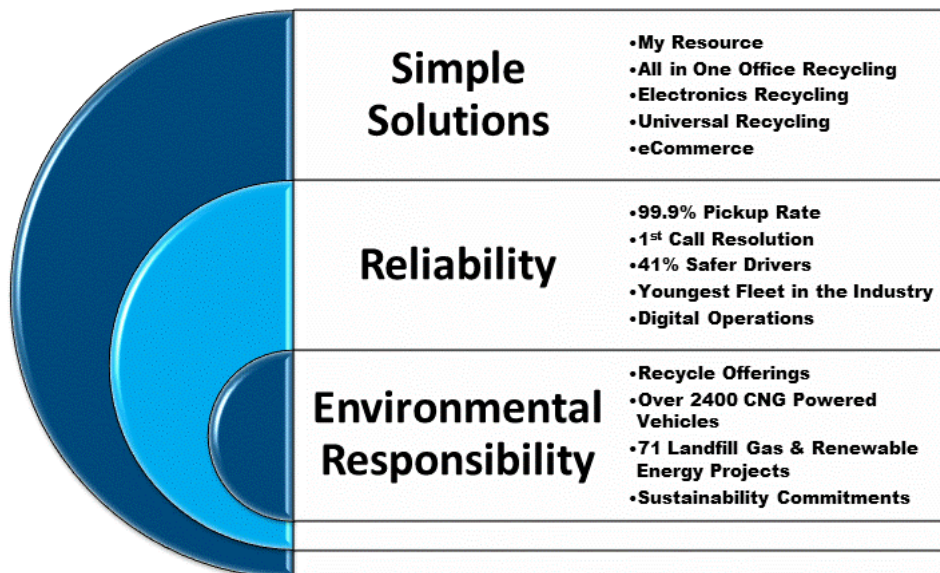 Simple
Solutions
•My Resource
•All in One Office Recycling
•Electronics Recycling
•Universal Recycling
•eCommerce
Reliability
•99.9% Pickup Rate
•1st Call Resolution
•41% Safer Drivers
•Youngest Fleet in the Industry
•Digital Operations
Environmental
Responsibility
•Recycle Offerings
•Over 2400 CNG Powered
Vehicles
•71 Landfill Gas & Renewable
Energy Projects
•Sustainability Commitments